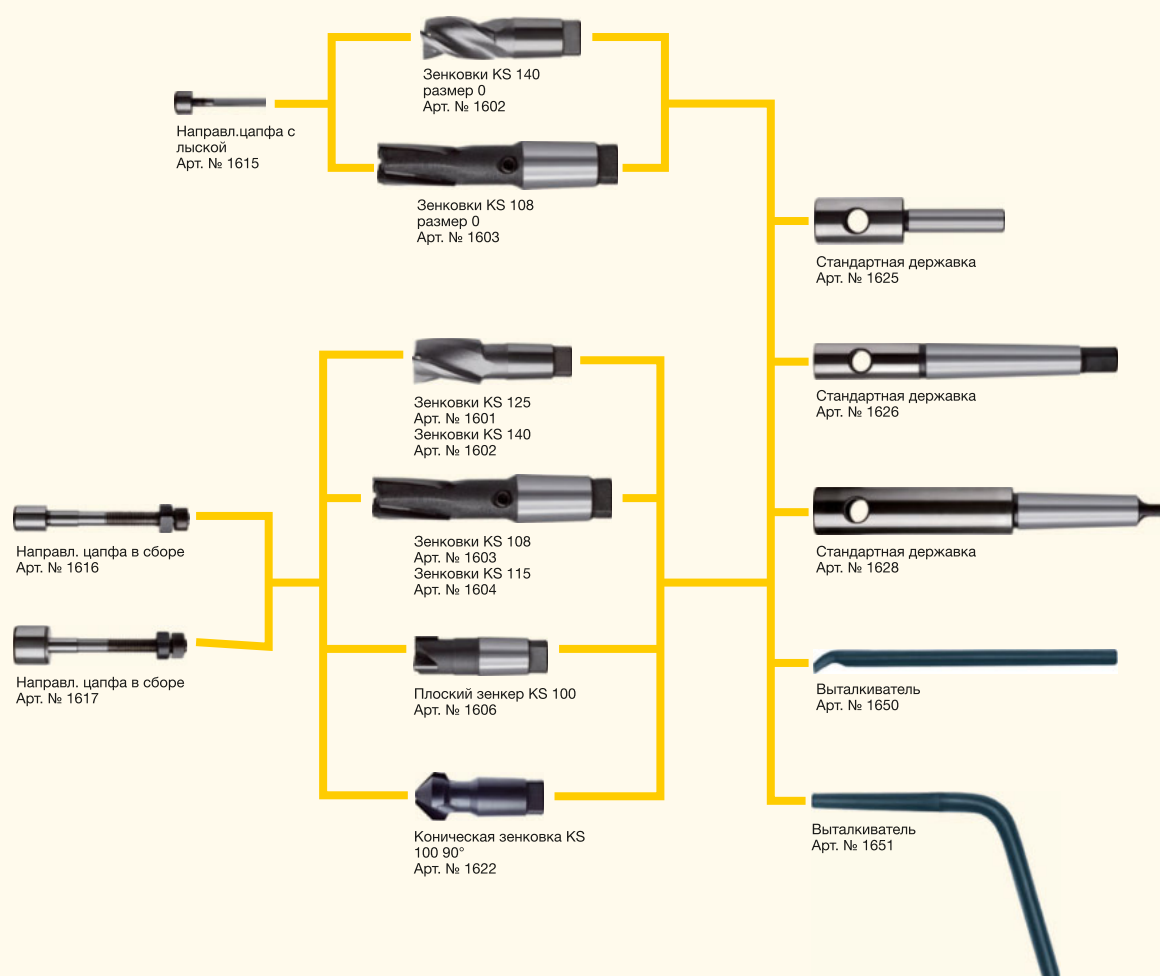 Зенковки KS 140
размер 0
Арт. № 1602
Направл.цапфа с
лыской
Арт. № 1615
Зенковки KS 108
размер 0
Арт. № 1603
Стандартная державка
Арт. № 1625
Зенковки KS 125
Арт. № 1601
Зенковки KS 140
Арт. № 1602
Стандартная державка
Арт. № 1626
Направл. цапфа в сборе
Арт. № 1616
Зенковки KS 108
Арт. № 1603
Зенковки KS 115
Арт. № 1604
Стандартная державка
Арт. № 1628
Направл. цапфа в сборе
Арт. № 1617
Плоский зенкер KS 100
Арт. № 1606
Выталкиватель
Арт. № 1650
Коническая зенковка KS
100 90°
Арт. № 1622
Выталкиватель
Арт. № 1651